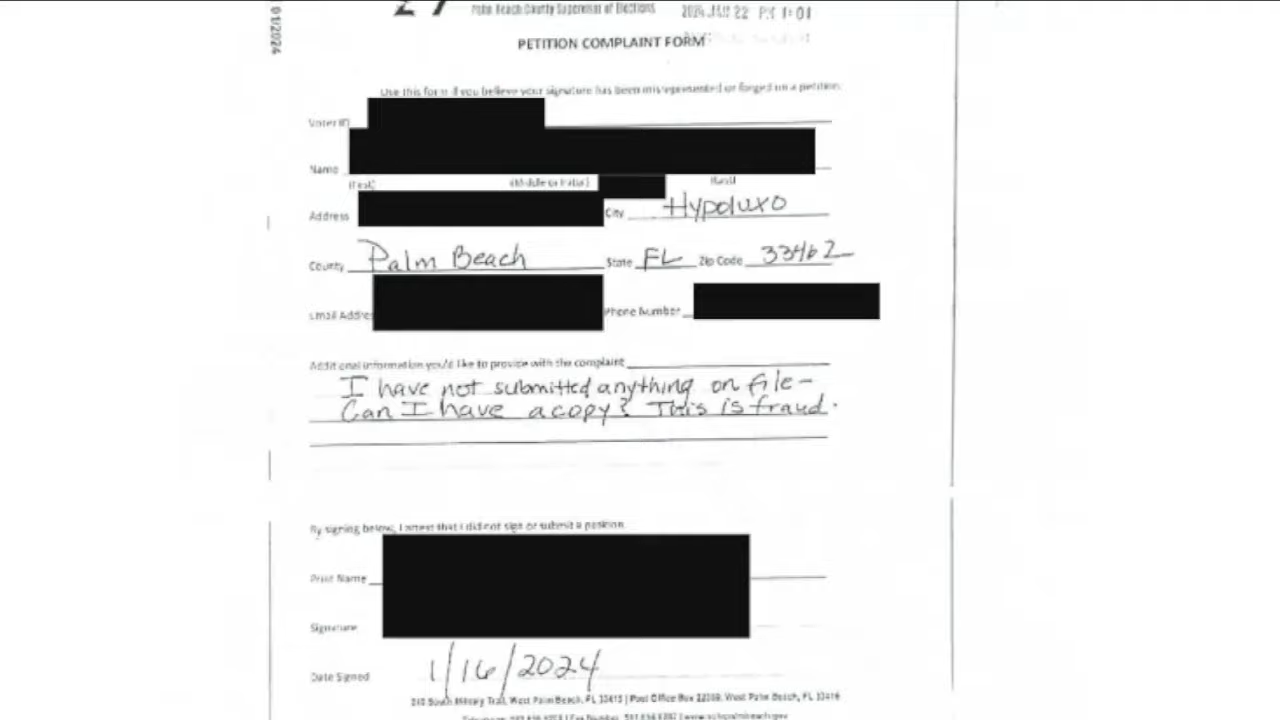 01/2024
Palm Beach County Supervisor of Elections 2024 JAN 22 PM 1:01
PETITION COMPLAINT FORM
Use this form if you believe your signature has been misrepresented or forged on a petition.
Voter ID
Name
(First) (Middle or Initial) (Last)
Address City Hypoluxo
County Palm Beach State FL Zip Code 33462
Email Addre Phone Number
Additional information you'd like to provide with the complaint
I have not submitted anything on file -
Can I have a copy? This is fraud.
By signing below, I attest that I did not sign or submit a petition.
Print Name
Signature
Date Signed 1/16/2024
South Military Trail, West Palm Beach, FL 33415 | Post Office Box 22309, West Palm Beach, FL 33416